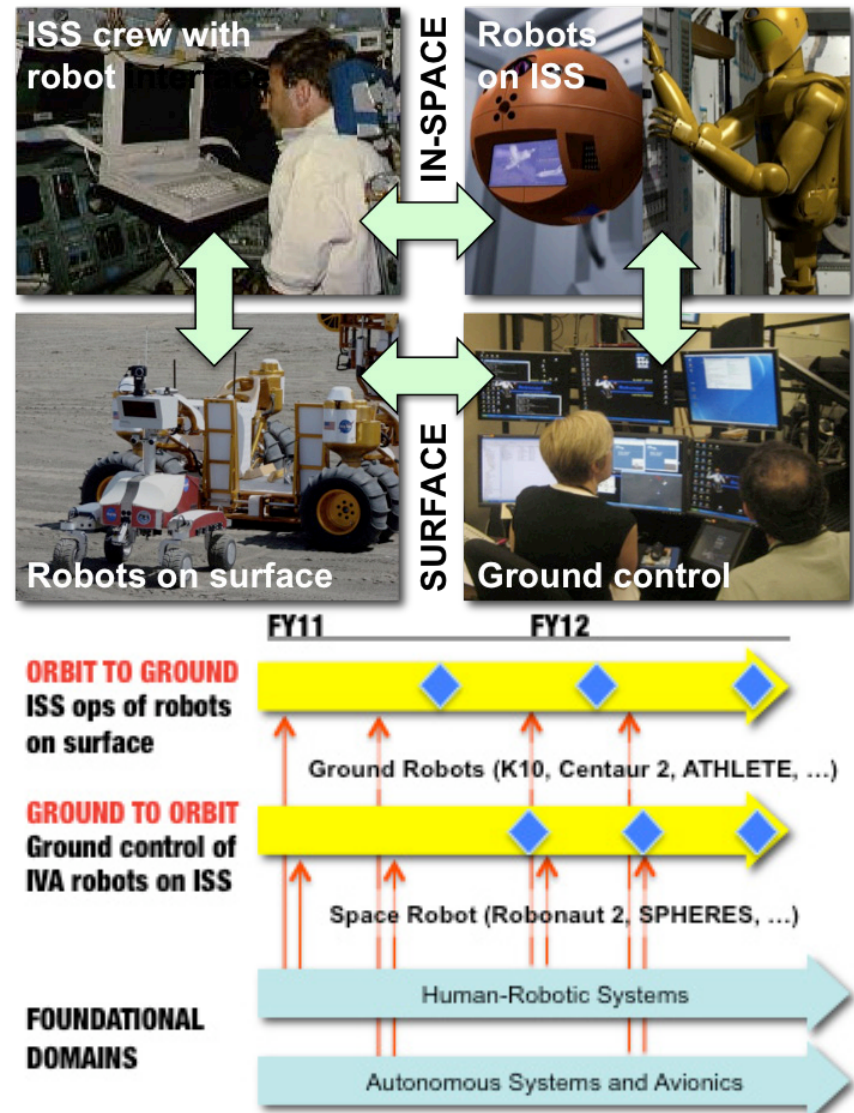 ISS crew with
robot interface
Robots
on ISS
IN-SPACE
Robots on surface
SURFACE
Ground control
FY11
FY12
ORBIT TO GROUND
ISS ops of robots
on surface
Ground Robots (K10, Centaur 2, ATHLETE, ...)
GROUND TO ORBIT
Ground control of
IVA robots on ISS
Space Robot (Robonaut 2, SPHERES, ...)
Human-Robotic Systems
FOUNDATIONAL
DOMAINS
Autonomous Systems and Avionics